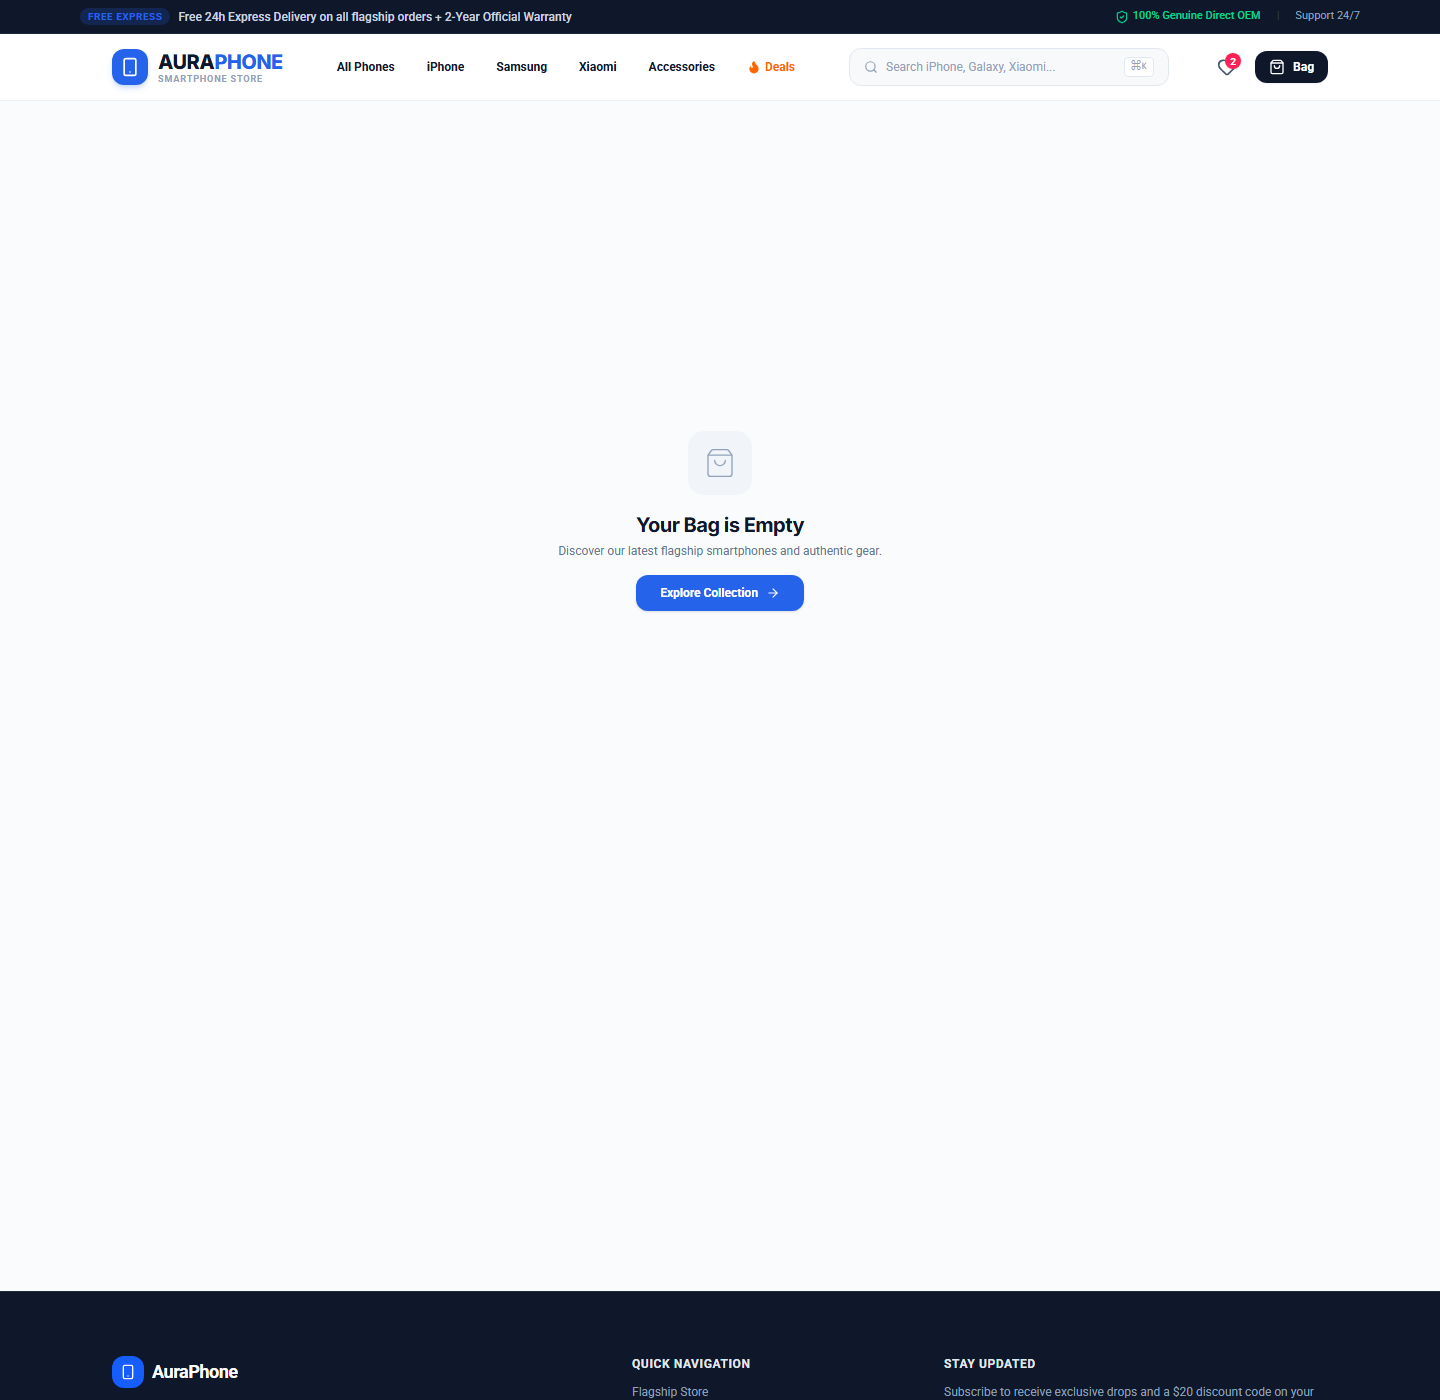 FREE EXPRESS Free 24h Express Delivery on all flagship orders + 2-Year Official Warranty 100% Genuine Direct OEM Support 24/7
AURAPHONE
SMARTPHONE STORE
All Phones iPhone Samsung Xiaomi Accessories Deals Search iPhone, Galaxy, Xiaomi... ⌘K 2 Bag
Your Bag is Empty
Discover our latest flagship smartphones and authentic gear.
Explore Collection
AuraPhone
QUICK NAVIGATION
Flagship Store
STAY UPDATED
Subscribe to receive exclusive drops and a $20 discount code on your